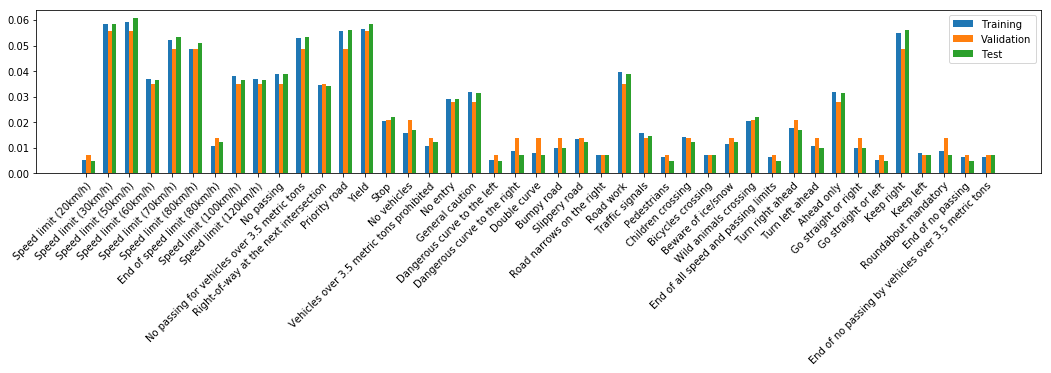 0.06
0.05
0.04
0.03
0.02
0.01
0.00
Training
Validation
Test
Speed limit (20km/h)
Speed limit (30km/h)
Speed limit (50km/h)
Speed limit (60km/h)
Speed limit (70km/h)
Speed limit (80km/h)
End of speed limit (80km/h)
Speed limit (100km/h)
Speed limit (120km/h)
No passing
No passing for vehicles over 3.5 metric tons
Right-of-way at the next intersection
Priority road
Yield
Stop
No vehicles
Vehicles over 3.5 metric tons prohibited
No entry
General caution
Dangerous curve to the left
Dangerous curve to the right
Double curve
Bumpy road
Slippery road
Road narrows on the right
Road work
Traffic signals
Pedestrians
Children crossing
Bicycles crossing
Beware of ice/snow
Wild animals crossing
End of all speed and passing limits
Turn right ahead
Turn left ahead
Ahead only
Go straight or right
Go straight or left
Keep right
Keep left
Roundabout mandatory
End of no passing
End of no passing by vehicles over 3.5 metric tons